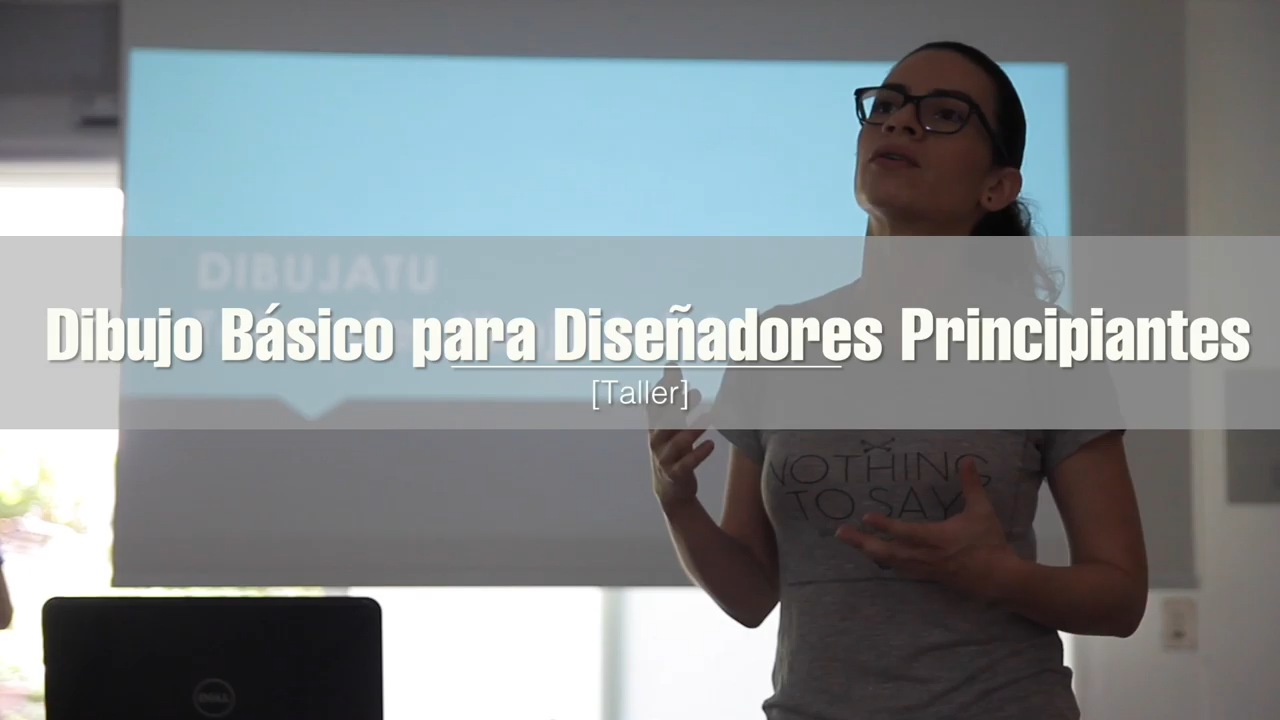 DIBUJATU
Dibujo Básico para Diseñadores Principiantes
[Taller]
NOTHING
TO SAY
DELL